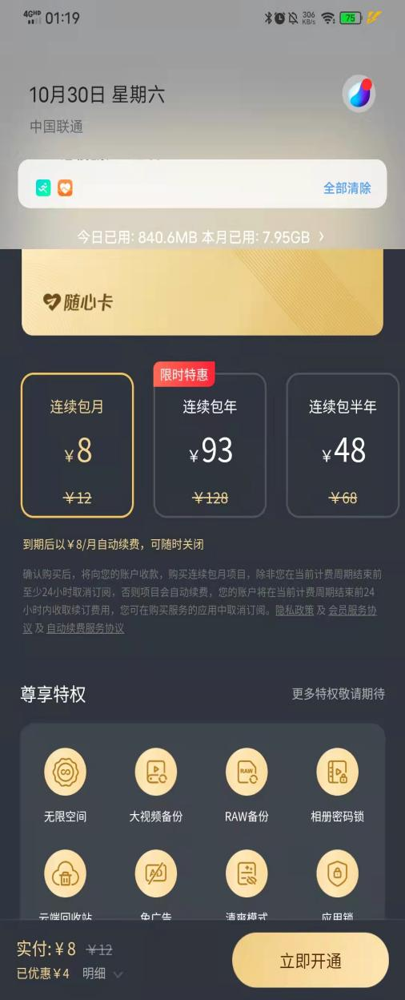 4GHD 01:19 306 KB/s 75
10月30日 星期六
中国联通
全部清除
今日已用: 840.6MB 本月已用: 7.95GB
随心卡
限时特惠
连续包月 连续包年 连续包半年
¥8 ¥93 ¥48
¥12 ¥128 ¥68
到期后以¥8/月自动续费，可随时关闭
确认购买后，将向您的账户收款，购买连续包月项目，除非您在当前计费周期结束前
至少24小时取消订阅，否则项目会自动续费，您的账户将在当前计费周期结束前24
小时内收取续订费用，您可在购买服务的应用中取消订阅。隐私政策 及 会员服务协
议 及 自动续费服务协议
尊享特权 更多特权敬请期待
RAW
无限空间 大视频备份 RAW备份 相册密码锁
AD
云端回收站 免广告 清爽模式 应用锁
实付:¥8 ¥12
已优惠¥4 明细
立即开通